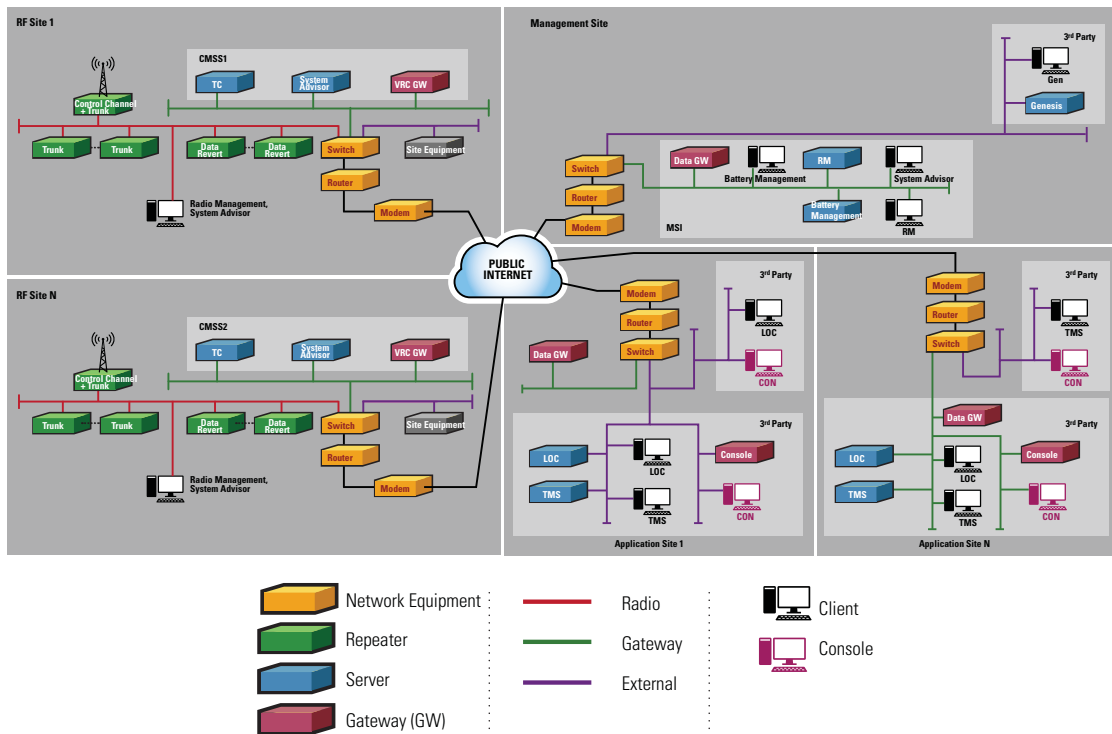 RF Site 1
CMSS1
TC
System
Advisor
VRC GW
Control Channel
+ Trunk
Trunk
Trunk
Data
Revert
Data
Revert
Switch
Site Equipment
Router
Modem
Radio Management,
System Advisor
Management Site
3rd Party
Gen
Genesis
Switch
Router
Modem
Data GW
Battery Management
RM
System Advisor
Battery
Management
RM
MSI
PUBLIC
INTERNET
RF Site N
CMSS2
TC
System
Advisor
VRC GW
Control Channel
+ Trunk
Trunk
Trunk
Data
Revert
Data
Revert
Switch
Site Equipment
Router
Modem
Radio Management,
System Advisor
Modem
Router
Switch
Data GW
3rd Party
LOC
CON
3rd Party
LOC
LOC
Console
TMS
TMS
CON
Application Site 1
Modem
Router
Switch
3rd Party
TMS
CON
Data GW
3rd Party
LOC
LOC
Console
TMS
TMS
CON
Application Site N
Network Equipment
Repeater
Server
Gateway (GW)
Radio
Gateway
External
Client
Console